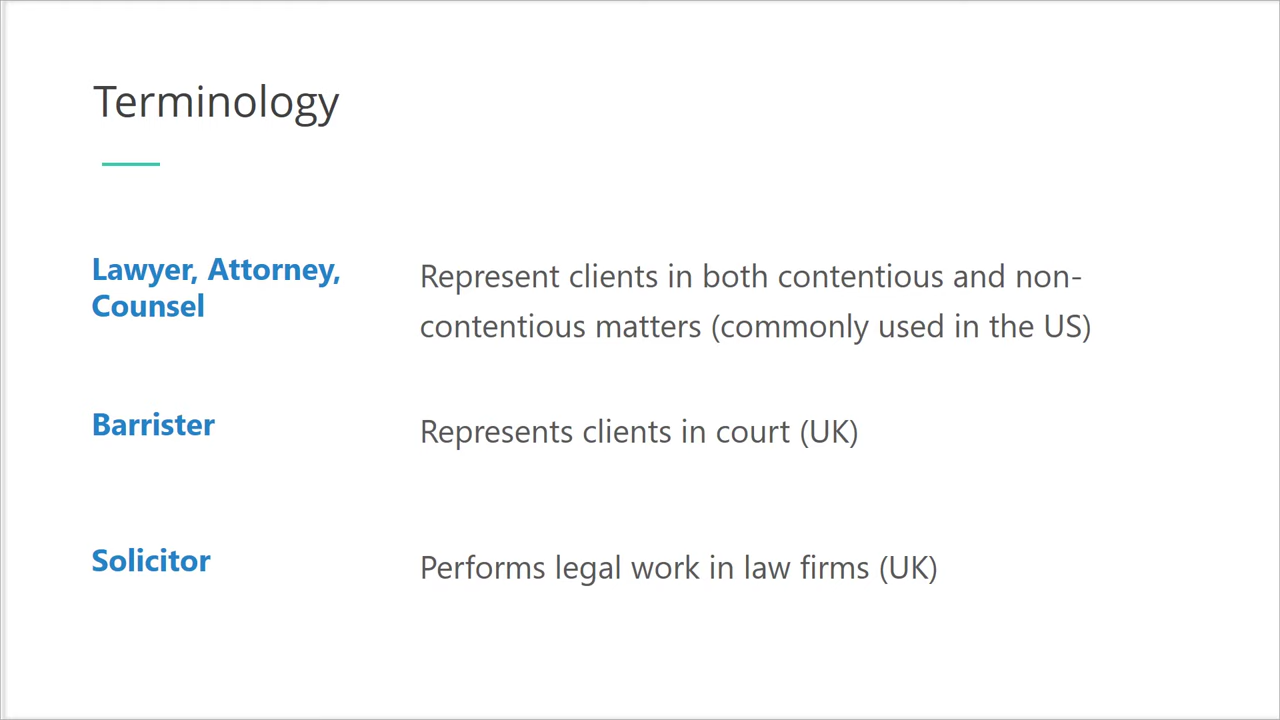 Terminology
Lawyer, Attorney,
Counsel
Represent clients in both contentious and non-
contentious matters (commonly used in the US)
Barrister
Represents clients in court (UK)
Solicitor
Performs legal work in law firms (UK)